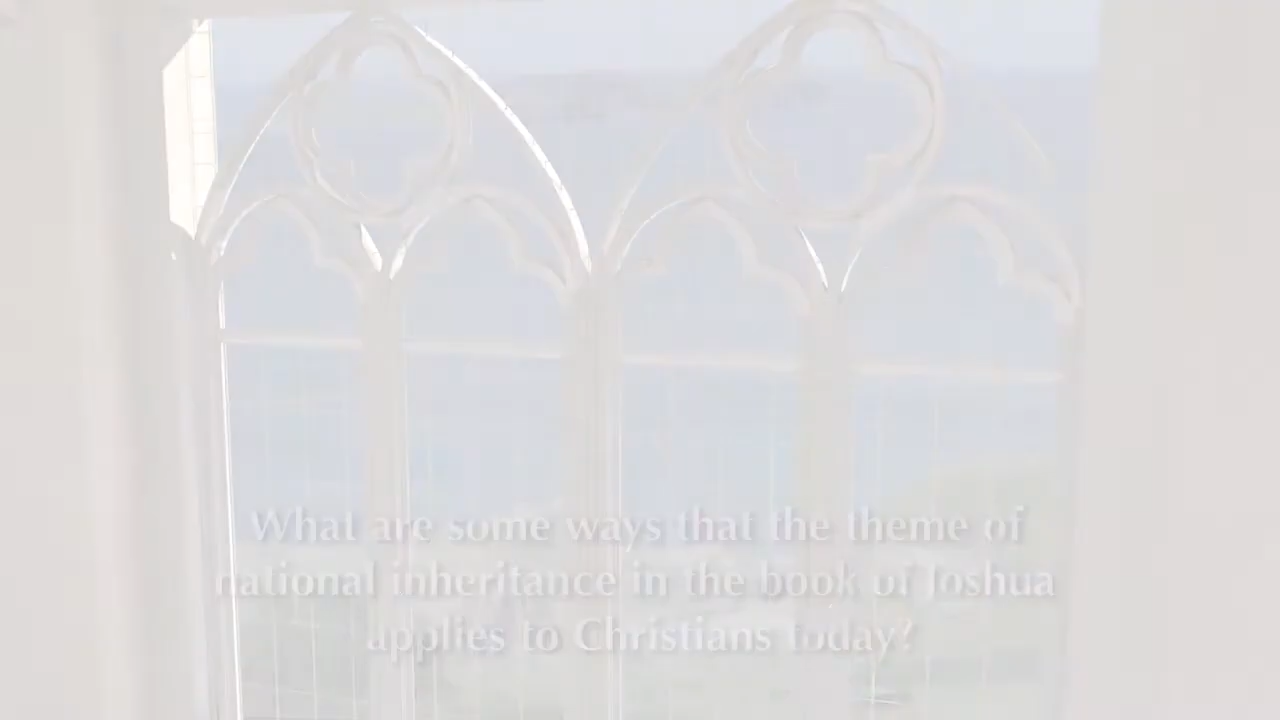 What are some ways that the theme of
national inheritance in the book of Joshua
applies to Christians today?